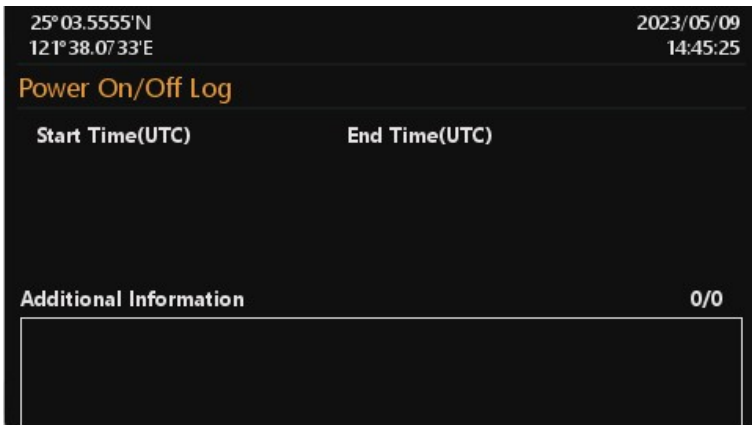 25°03.5555'N
2023/05/09
121°38.0733'E
14:45:25
Power On/Off Log
Start Time(UTC) End Time(UTC)
Additional Information 0/0